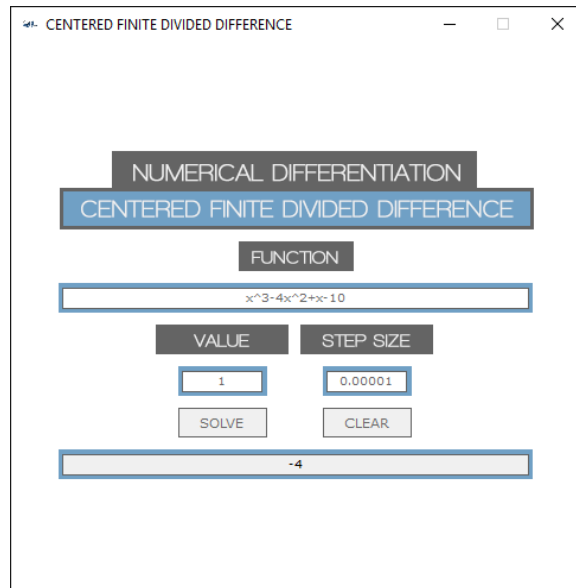 CENTERED FINITE DIVIDED DIFFERENCE
NUMERICAL DIFFERENTIATION
CENTERED FINITE DIVIDED DIFFERENCE
FUNCTION
x^3-4x^2+x-10
VALUE STEP SIZE
1 0.00001
SOLVE CLEAR
-4